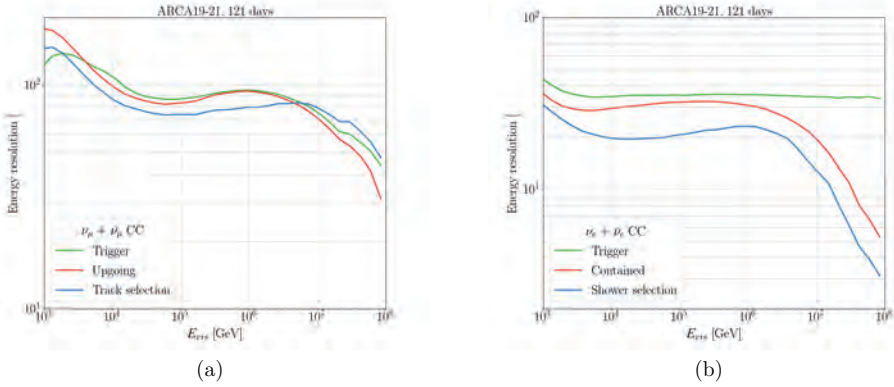 ARCA19-21, 121 days
Energy resolution [
10²
10¹
ν_μ + ν̄_μ CC
Trigger
Upgoing
Track selection
10³ 10⁴ 10⁵ 10⁶ 10⁷ 10⁸
E_vis [GeV]
(a)
ARCA19-21, 121 days
Energy resolution [
10²
10¹
ν_e + ν̄_e CC
Trigger
Contained
Shower selection
10³ 10⁴ 10⁵ 10⁶ 10⁷ 10⁸
E_vis [GeV]
(b)